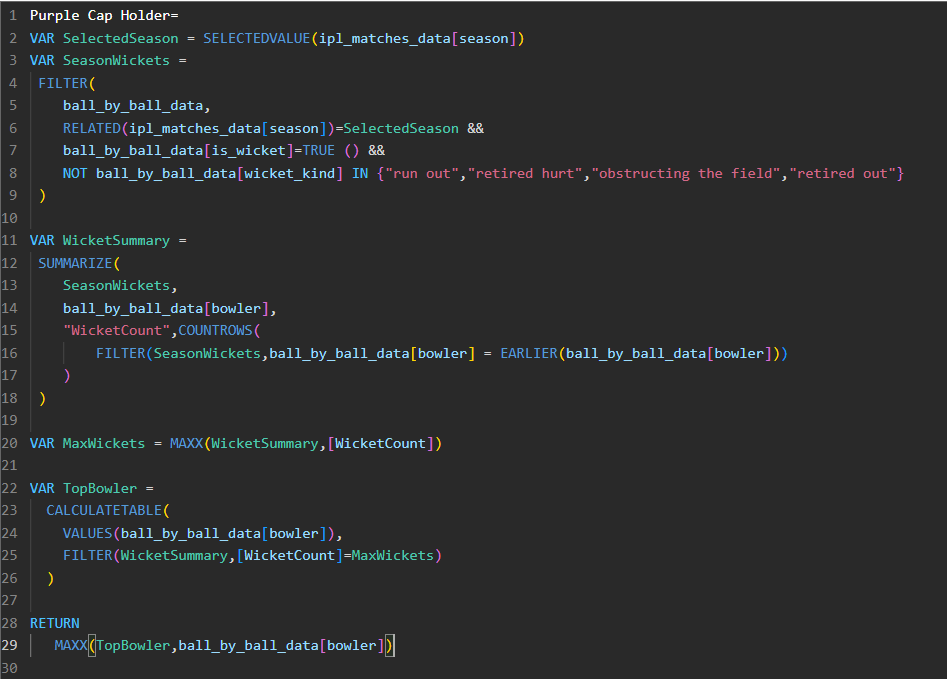 1 Purple Cap Holder=
2 VAR SelectedSeason = SELECTEDVALUE(ipl_matches_data[season])
3 VAR SeasonWickets =
4 FILTER(
5 ball_by_ball_data,
6 RELATED(ipl_matches_data[season])=SelectedSeason &&
7 ball_by_ball_data[is_wicket]=TRUE () &&
8 NOT ball_by_ball_data[wicket_kind] IN {"run out","retired hurt","obstructing the field","retired out"}
9 )
10
11 VAR WicketSummary =
12 SUMMARIZE(
13 SeasonWickets,
14 ball_by_ball_data[bowler],
15 "WicketCount",COUNTROWS(
16 FILTER(SeasonWickets,ball_by_ball_data[bowler] = EARLIER(ball_by_ball_data[bowler]))
17 )
18 )
19
20 VAR MaxWickets = MAXX(WicketSummary,[WicketCount])
21
22 VAR TopBowler =
23 CALCULATETABLE(
24 VALUES(ball_by_ball_data[bowler]),
25 FILTER(WicketSummary,[WicketCount]=MaxWickets)
26 )
27
28 RETURN
29 MAXX(TopBowler,ball_by_ball_data[bowler])
30